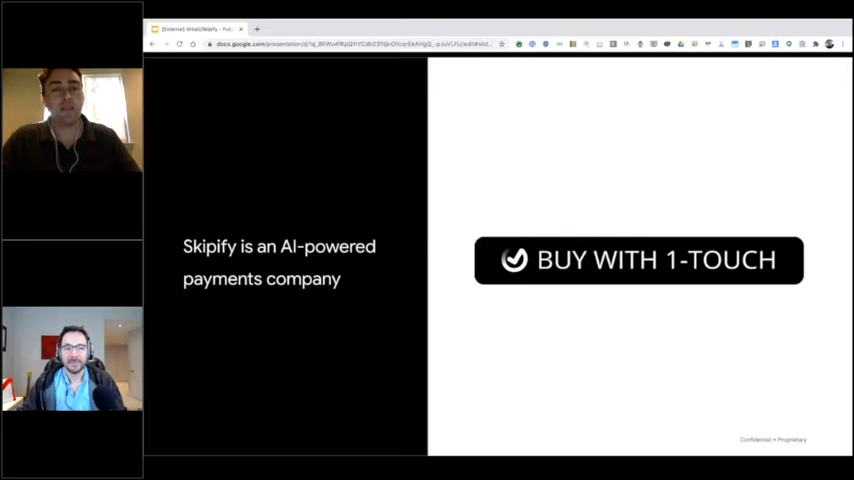 Skipify is an AI-powered
payments company
BUY WITH 1-TOUCH
Confidential + Proprietary